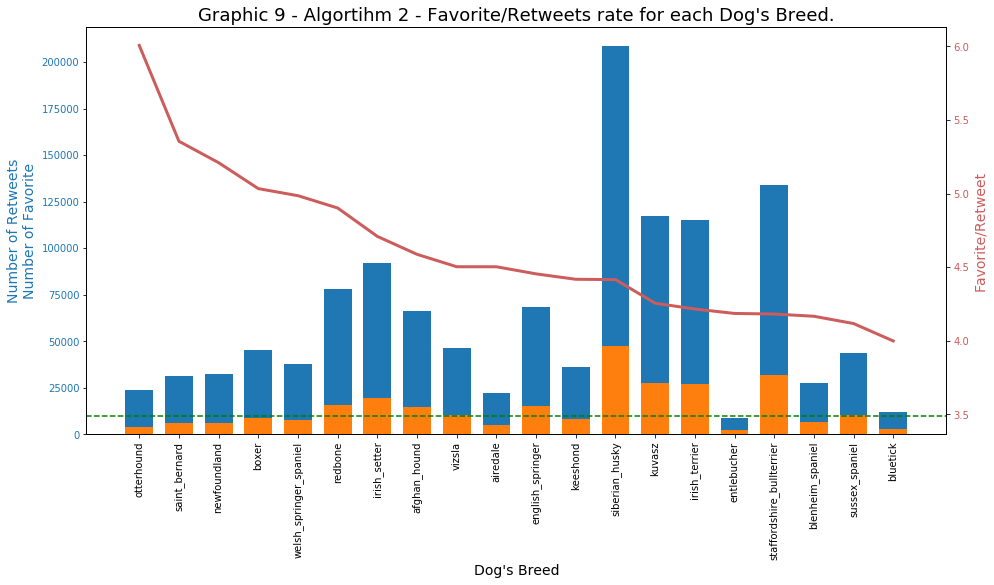 Graphic 9 - Algortihm 2 - Favorite/Retweets rate for each Dog's Breed.
Number of Retweets
Number of Favorite
200000
175000
150000
125000
100000
75000
50000
25000
0
6.0
5.5
5.0
4.5
4.0
3.5
Favorite/Retweet
otterhound
saint_bernard
newfoundland
boxer
welsh_springer_spaniel
redbone
irish_setter
afghan_hound
vizsla
airedale
english_springer
keeshond
siberian_husky
kuvasz
irish_terrier
entlebucher
staffordshire_bullterrier
blenheim_spaniel
sussex_spaniel
bluetick
Dog's Breed